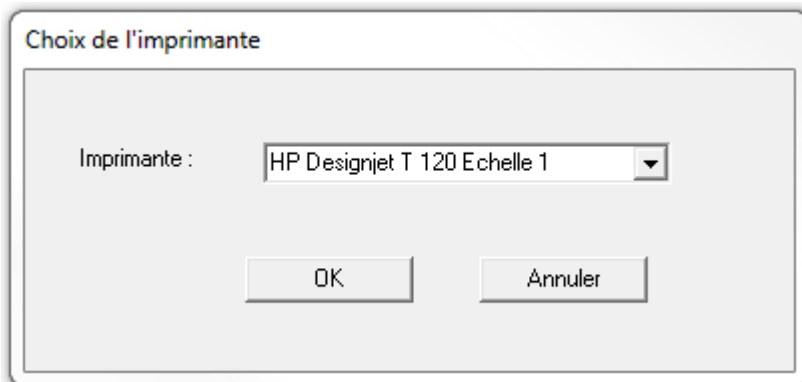 Choix de l'imprimante
Imprimante : HP Designjet T 120 Echelle 1
OK Annuler